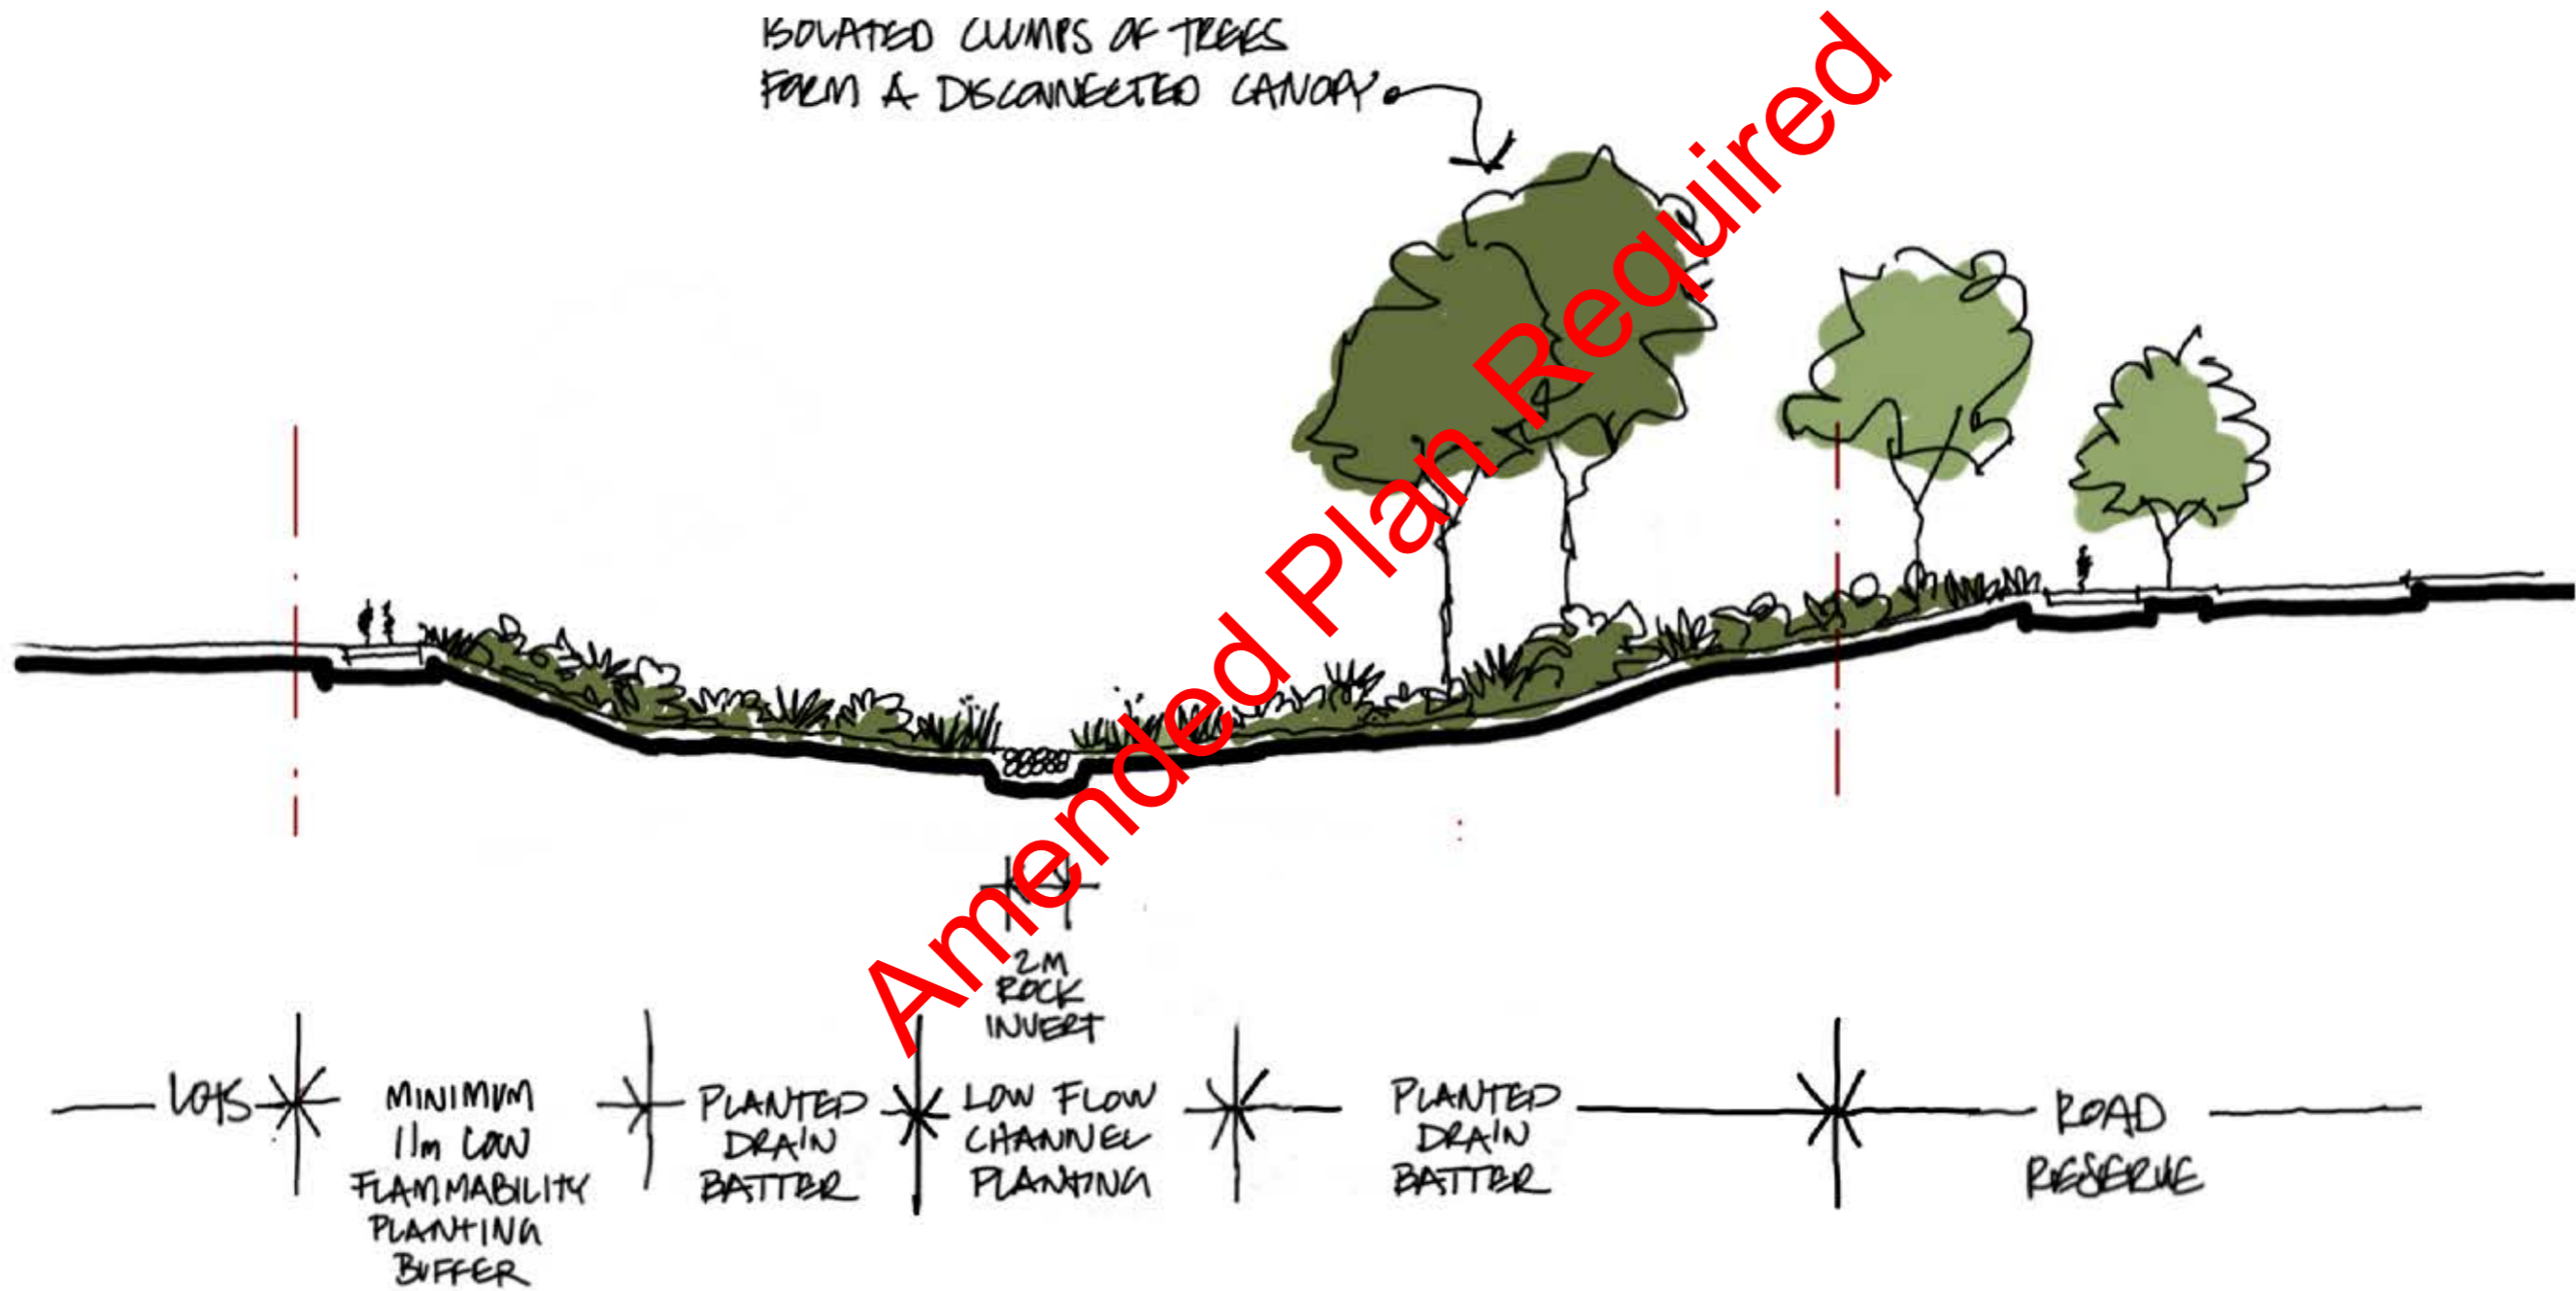 ISOLATED CLUMPS OF TREES
FORM A DISCONNECTED CANOPY
Amended Plan Required
2M
ROCK
INVERT
LOTS
MINIMUM
11m LOW
FLAMMABILITY
PLANTING
BUFFER
PLANTED
DRAIN
BATTER
LOW FLOW
CHANNEL
PLANTING
PLANTED
DRAIN
BATTER
ROAD
RESERVE